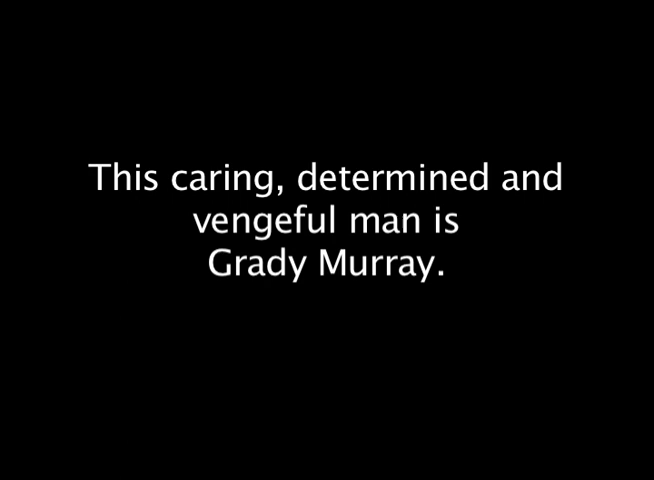 This caring, determined and
vengeful man is
Grady Murray.